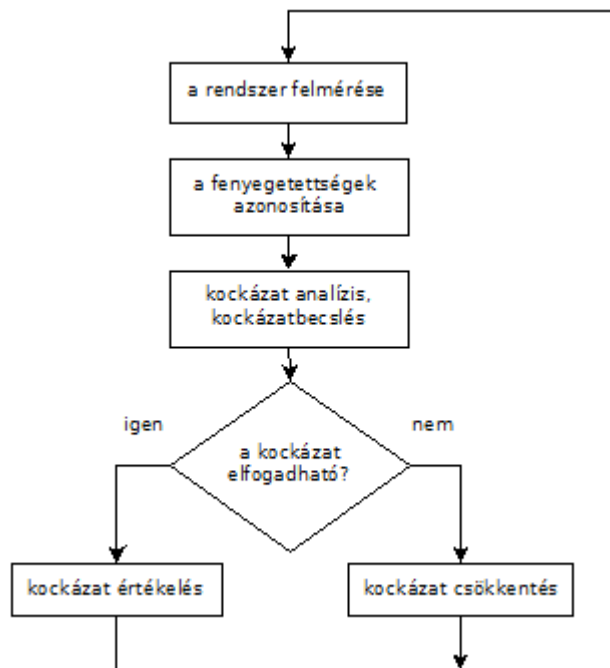 a rendszer felmérése
a fenyegetettségek
azonosítása
kockázat analízis,
kockázatbecslés
igen
nem
a kockázat
elfogadható?
kockázat értékelés
kockázat csökkentés